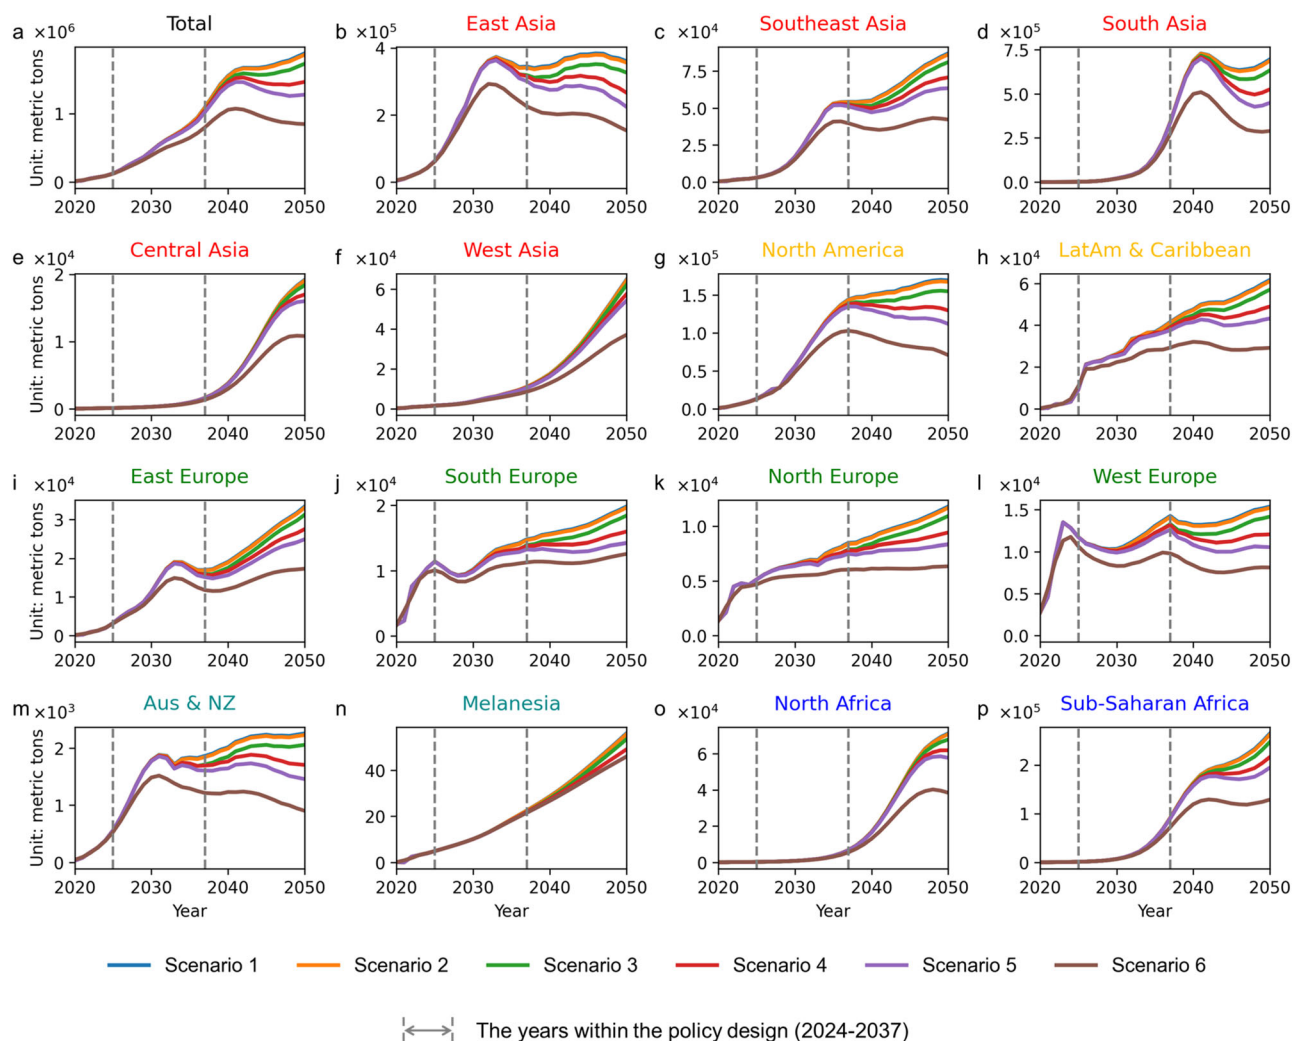 a ×10⁶ Total
b ×10⁵ East Asia
c ×10⁴ Southeast Asia
d ×10⁵ South Asia
Unit: metric tons
1
0
2020 2030 2040 2050
4
2
0
2020 2030 2040 2050
7.5
5.0
2.5
0.0
2020 2030 2040 2050
7.5
5.0
2.5
0.0
2020 2030 2040 2050
e ×10⁴ Central Asia
f ×10⁴ West Asia
g ×10⁵ North America
h ×10⁴ LatAm & Caribbean
Unit: metric tons
2
1
0
2020 2030 2040 2050
6
4
2
0
2020 2030 2040 2050
1.5
1.0
0.5
0.0
2020 2030 2040 2050
6
4
2
0
2020 2030 2040 2050
i ×10⁴ East Europe
j ×10⁴ South Europe
k ×10⁴ North Europe
l ×10⁴ West Europe
Unit: metric tons
3
2
1
0
2020 2030 2040 2050
2
1
0
2020 2030 2040 2050
1.0
0.5
0.0
2020 2030 2040 2050
1.5
1.0
0.5
0.0
2020 2030 2040 2050
m ×10³ Aus & NZ
n Melanesia
o ×10⁴ North Africa
p ×10⁵ Sub-Saharan Africa
Unit: metric tons
2
1
0
2020 2030 2040 2050
Year
40
20
0
2020 2030 2040 2050
Year
6
4
2
0
2020 2030 2040 2050
Year
2
1
0
2020 2030 2040 2050
Year
Scenario 1 Scenario 2 Scenario 3 Scenario 4 Scenario 5 Scenario 6
The years within the policy design (2024-2037)